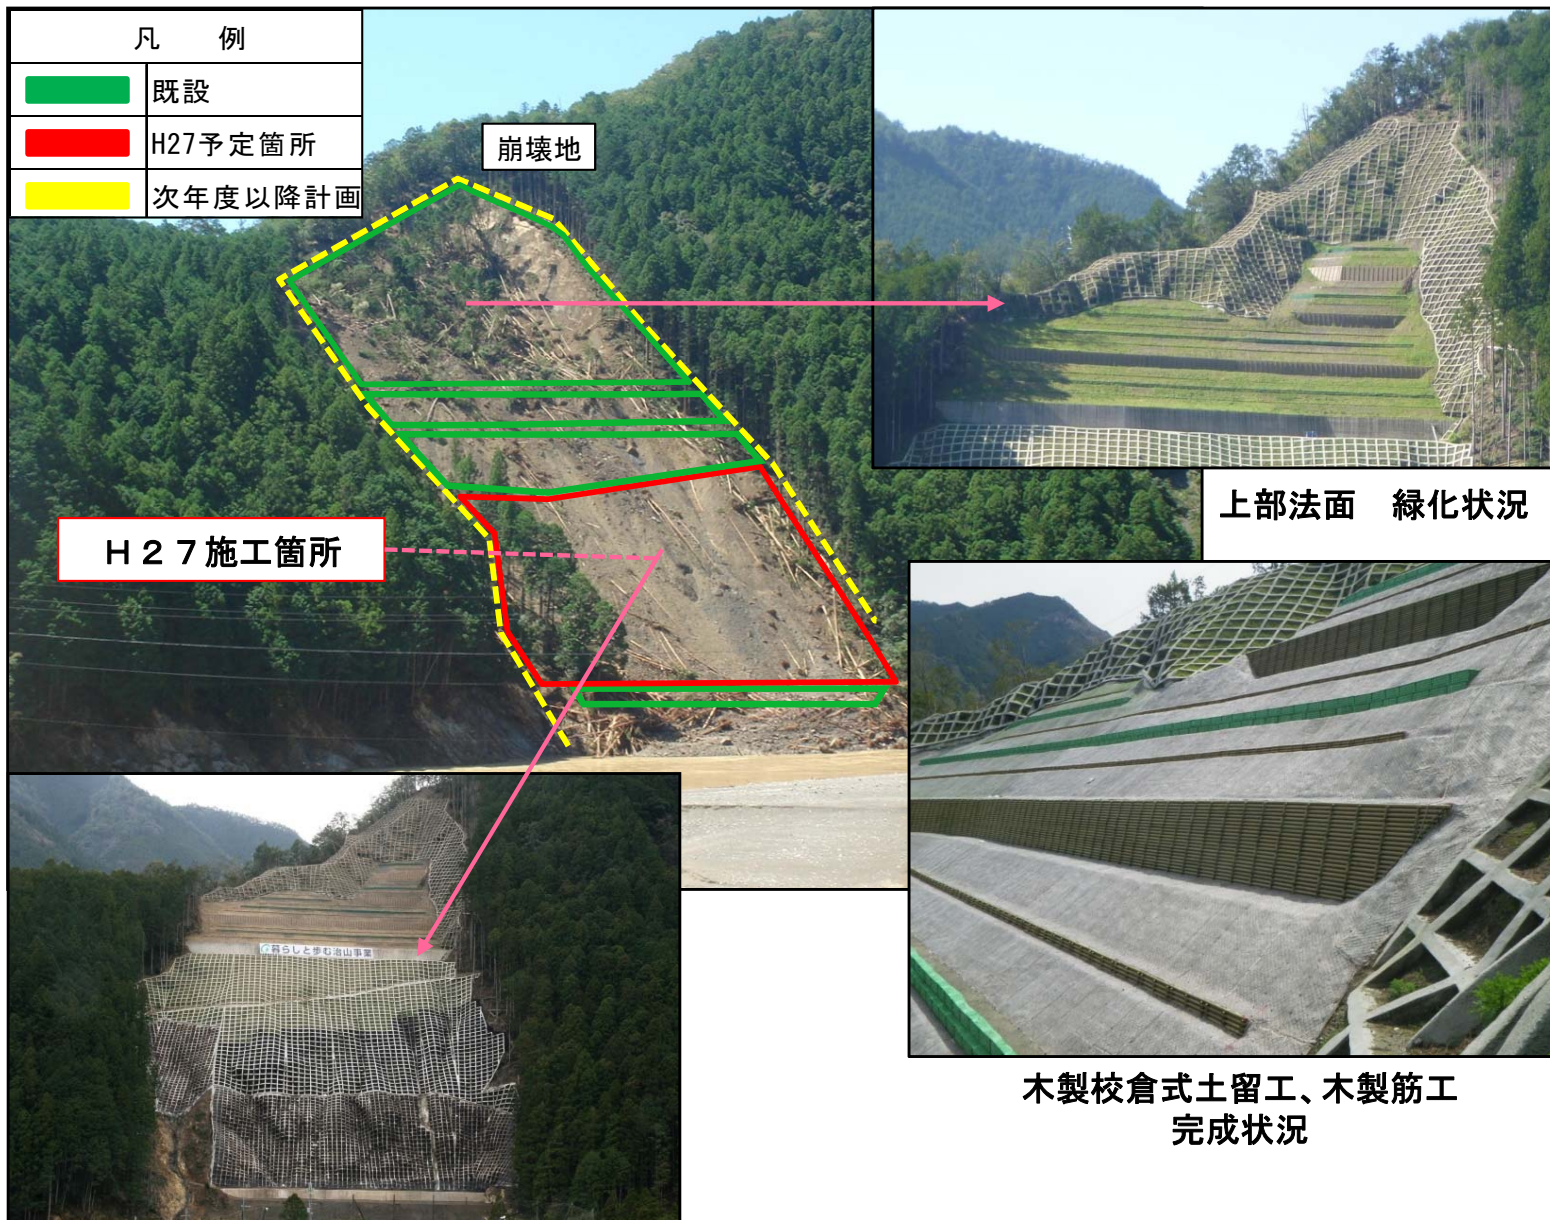 凡　例
既設
H27予定箇所
次年度以降計画
崩壊地
上部法面　緑化状況
H27施工箇所
暮らしと歩む治山事業
木製校倉式土留工、木製筋工
完成状況